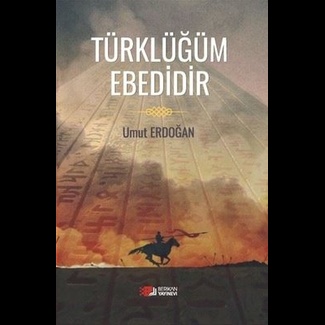 TÜRKLÜĞÜM
EBEDİDİR
Umut ERDOĞAN
BERİKAN
YAYINEVİ